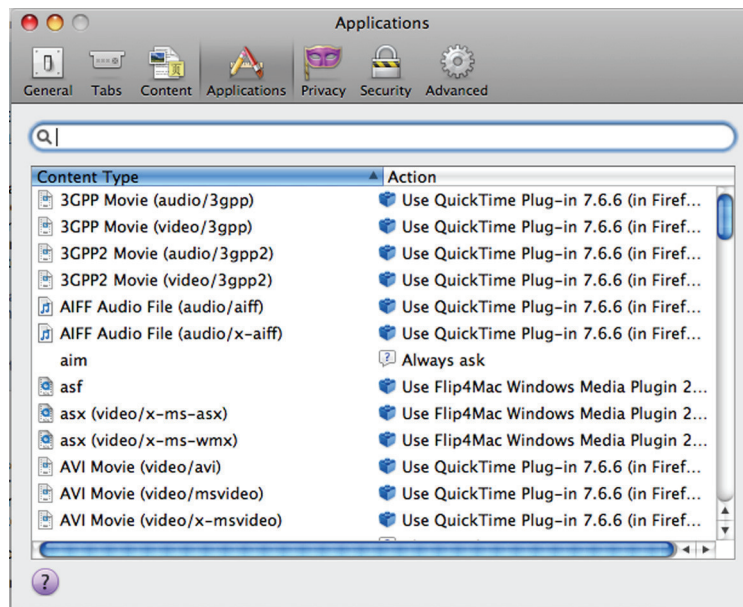 Applications
General Tabs Content Applications Privacy Security Advanced
Content Type Action
3GPP Movie (audio/3gpp) Use QuickTime Plug-in 7.6.6 (in Firef...
3GPP Movie (video/3gpp) Use QuickTime Plug-in 7.6.6 (in Firef...
3GPP2 Movie (audio/3gpp2) Use QuickTime Plug-in 7.6.6 (in Firef...
3GPP2 Movie (video/3gpp2) Use QuickTime Plug-in 7.6.6 (in Firef...
AIFF Audio File (audio/aiff) Use QuickTime Plug-in 7.6.6 (in Firef...
AIFF Audio File (audio/x-aiff) Use QuickTime Plug-in 7.6.6 (in Firef...
aim Always ask
asf Use Flip4Mac Windows Media Plugin 2...
asx (video/x-ms-asx) Use Flip4Mac Windows Media Plugin 2...
asx (video/x-ms-wmx) Use Flip4Mac Windows Media Plugin 2...
AVI Movie (video/avi) Use QuickTime Plug-in 7.6.6 (in Firef...
AVI Movie (video/msvideo) Use QuickTime Plug-in 7.6.6 (in Firef...
AVI Movie (video/x-msvideo) Use QuickTime Plug-in 7.6.6 (in Firef...
?